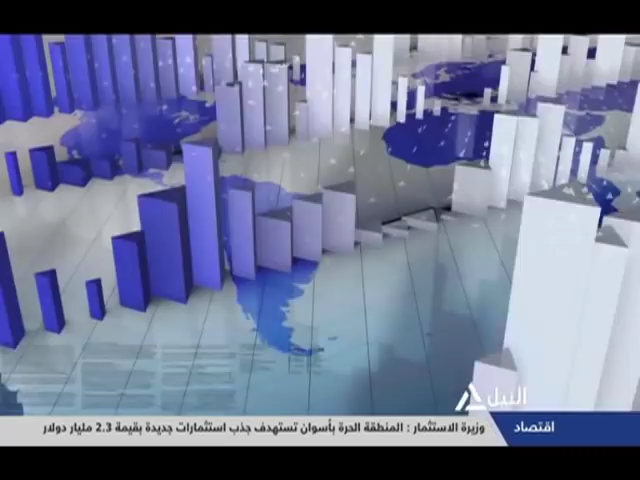 النيل
اقتصاد
وزيرة الاستثمار : المنطقة الحرة بأسوان تستهدف جذب استثمارات جديدة بقيمة 2.3 مليار دولار